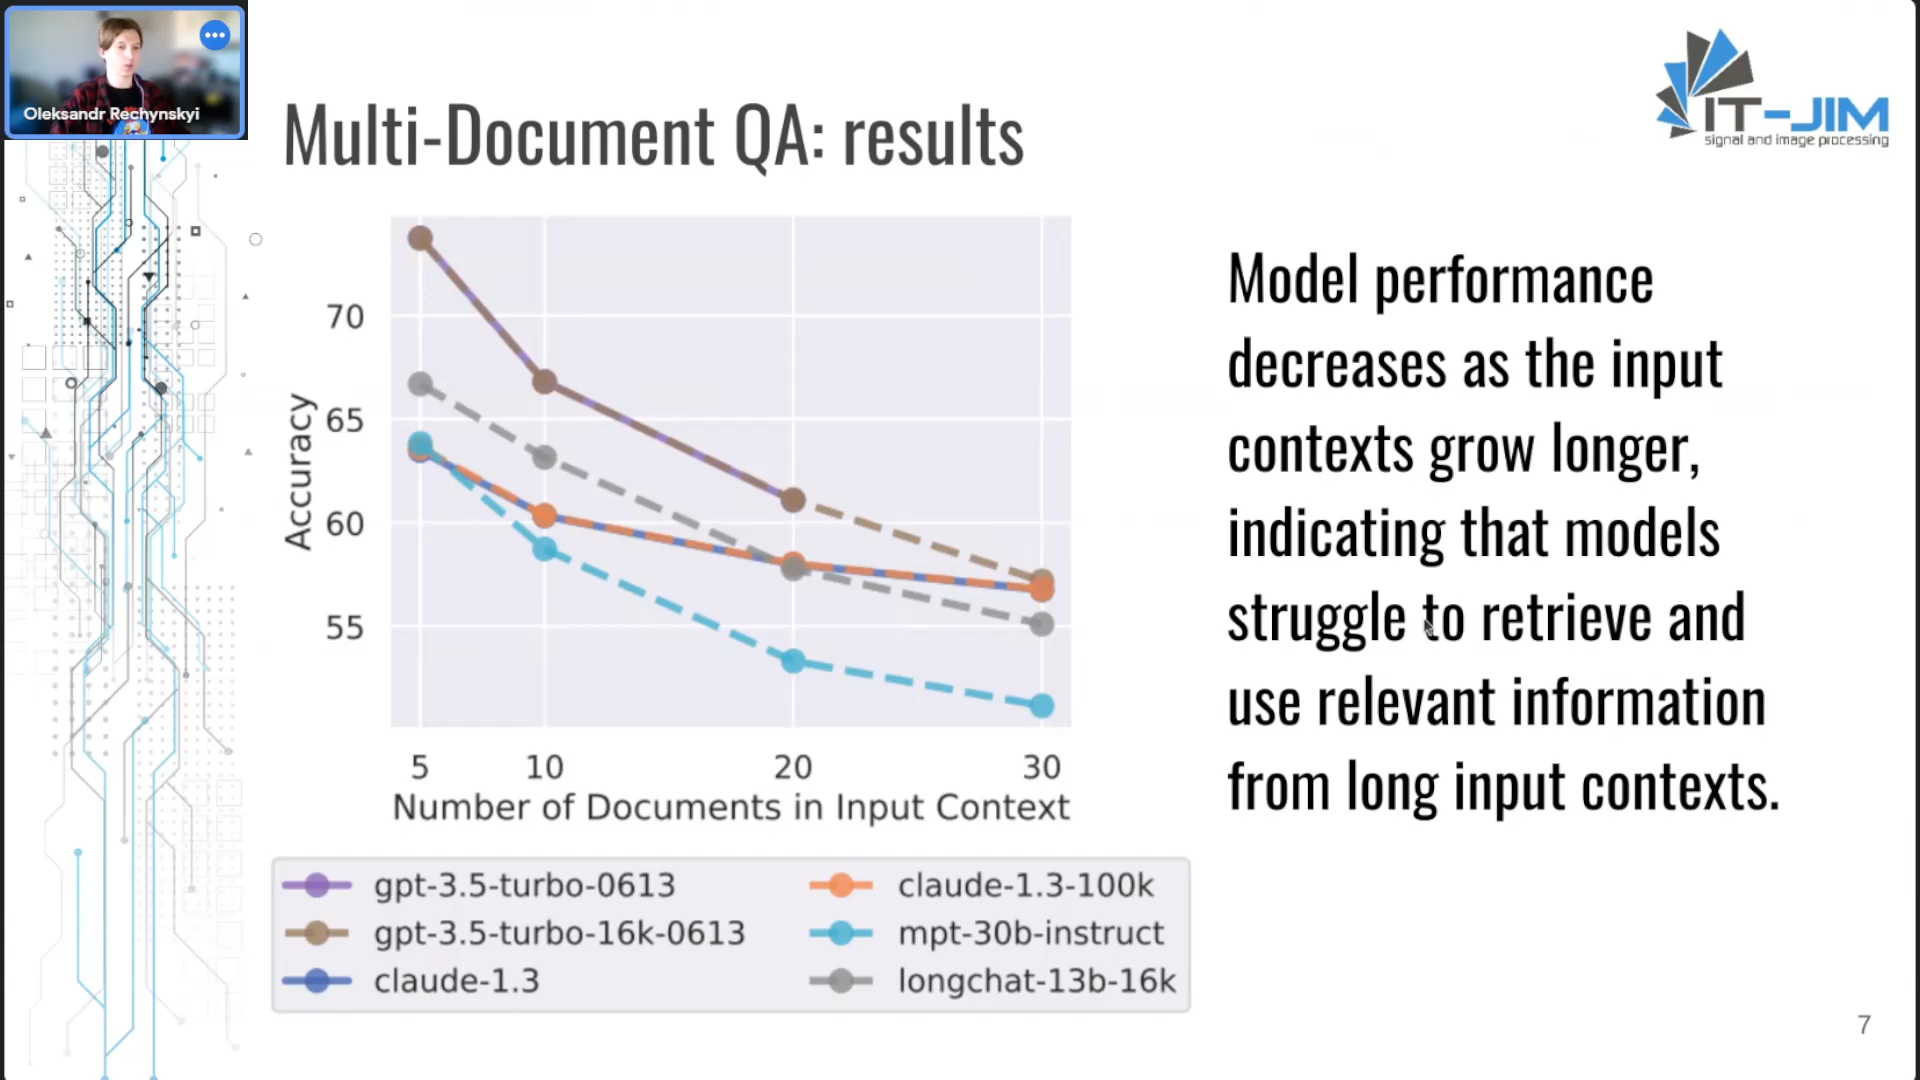 Oleksandr Rechynskyi
IT-JIM
signal and image processing
Multi-Document QA: results
70
65
60
55
Accuracy
5 10 20 30
Number of Documents in Input Context
gpt-3.5-turbo-0613
gpt-3.5-turbo-16k-0613
claude-1.3
claude-1.3-100k
mpt-30b-instruct
longchat-13b-16k
Model performance
decreases as the input
contexts grow longer,
indicating that models
struggle to retrieve and
use relevant information
from long input contexts.
7